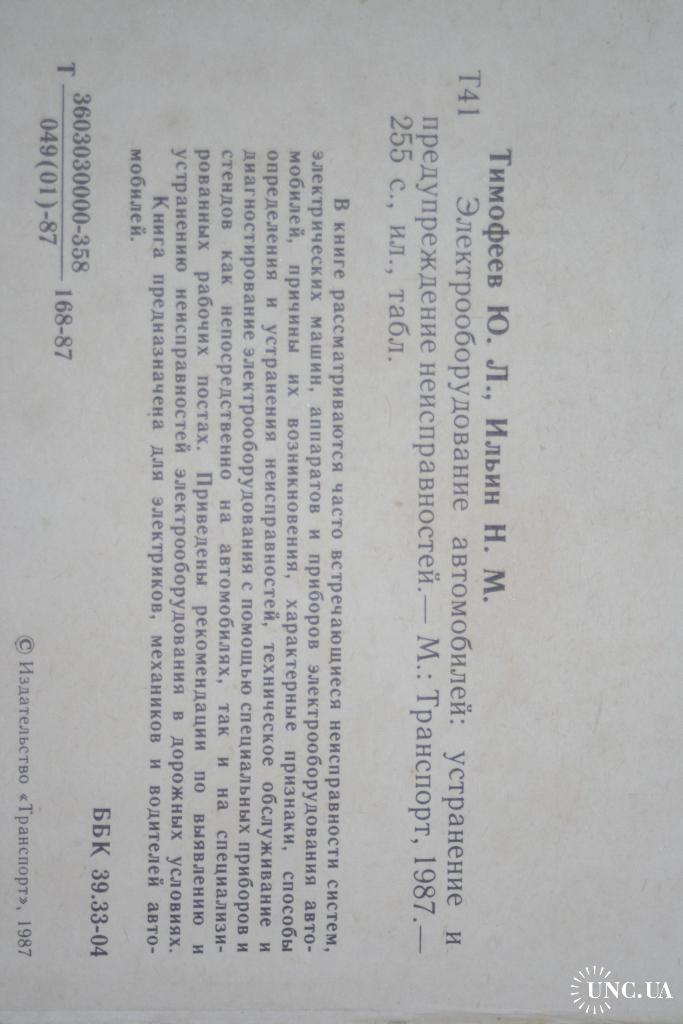 Тимофеев Ю. Л., Ильин Н. М.
Т41 Электрооборудование автомобилей: устранение и
предупреждение неисправностей.— М.: Транспорт, 1987.—
255 с., ил., табл.
В книге рассматриваются часто встречающиеся неисправности систем,
электрических машин, аппаратов и приборов электрооборудования авто-
мобилей, причины их возникновения, характерные признаки, способы
определения и устранения неисправностей, техническое обслуживание и
диагностирование электрооборудования с помощью специальных приборов и
стендов как непосредственно на автомобилях, так и на специализи-
рованных рабочих постах. Приведены рекомендации по выявлению и
устранению неисправностей электрооборудования в дорожных условиях.
Книга предназначена для электриков, механиков и водителей авто-
мобилей.
Т 3603030000-358
049(01)-87 168-87
ББК 39.33-04
© Издательство «Транспорт», 1987
UNC.UA